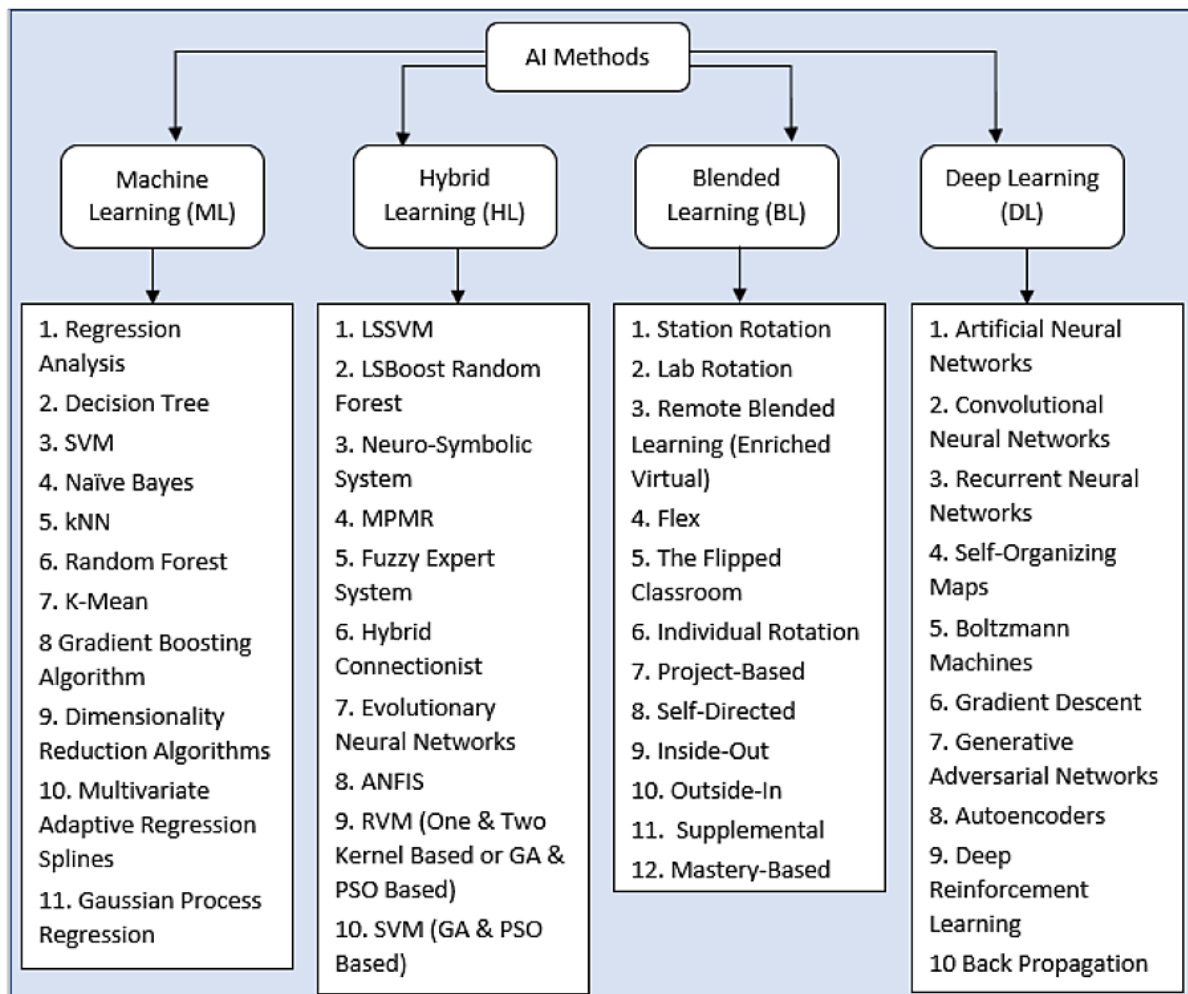 AI Methods
Machine
Learning (ML)
Hybrid
Learning (HL)
Blended
Learning (BL)
Deep Learning
(DL)
1. Regression
Analysis
2. Decision Tree
3. SVM
4. Naïve Bayes
5. kNN
6. Random Forest
7. K-Mean
8 Gradient Boosting
Algorithm
9. Dimensionality
Reduction Algorithms
10. Multivariate
Adaptive Regression
Splines
11. Gaussian Process
Regression
1. LSSVM
2. LSBoost Random
Forest
3. Neuro-Symbolic
System
4. MPMR
5. Fuzzy Expert
System
6. Hybrid
Connectionist
7. Evolutionary
Neural Networks
8. ANFIS
9. RVM (One & Two
Kernel Based or GA &
PSO Based)
10. SVM (GA & PSO
Based)
1. Station Rotation
2. Lab Rotation
3. Remote Blended
Learning (Enriched
Virtual)
4. Flex
5. The Flipped
Classroom
6. Individual Rotation
7. Project-Based
8. Self-Directed
9. Inside-Out
10. Outside-In
11. Supplemental
12. Mastery-Based
1. Artificial Neural
Networks
2. Convolutional
Neural Networks
3. Recurrent Neural
Networks
4. Self-Organizing
Maps
5. Boltzmann
Machines
6. Gradient Descent
7. Generative
Adversarial Networks
8. Autoencoders
9. Deep
Reinforcement
Learning
10 Back Propagation